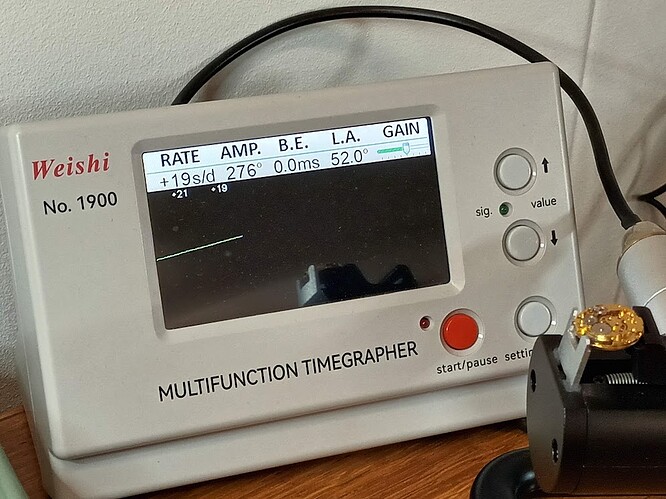 Weishi
No. 1900
RATE AMP. B.E. L.A. GAIN
+19s/d 276° 0.0ms 52.0°
+21 +19
sig. value
start/pause settin
MULTIFUNCTION TIMEGRAPHER